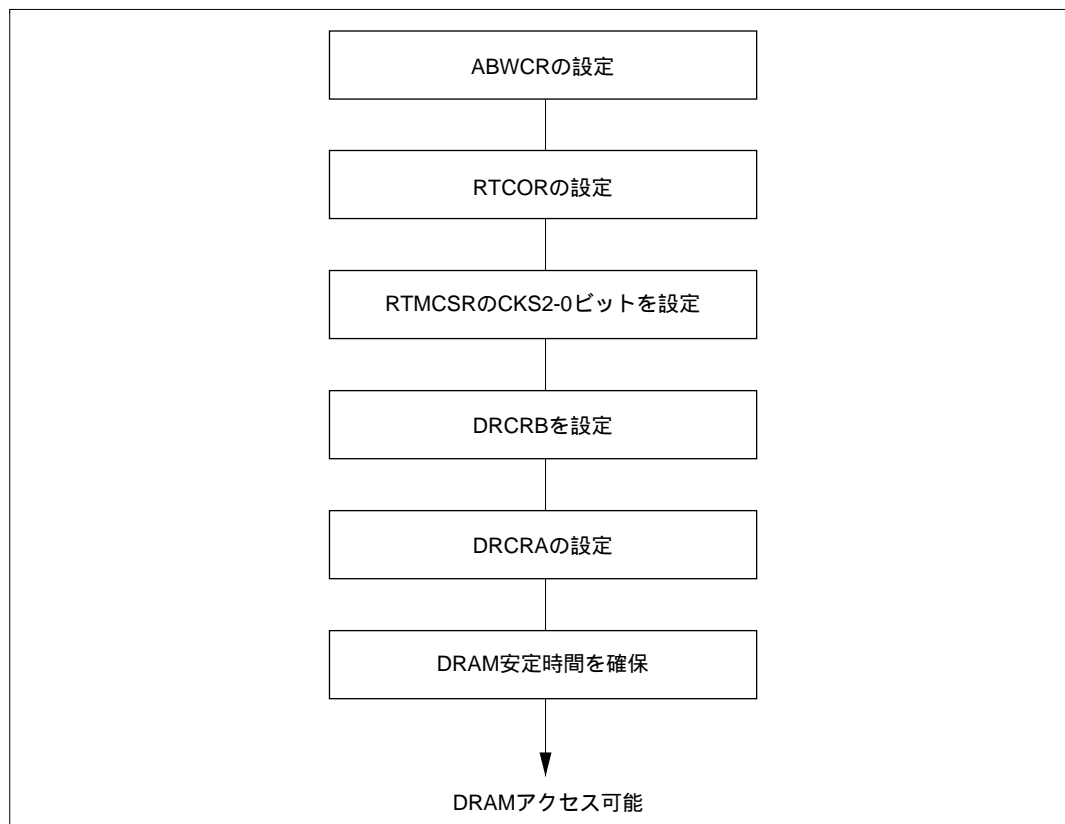 ABWCRの設定
RTCORの設定
RTMCSRのCKS2-0ビットを設定
DRCRBを設定
DRCRAの設定
DRAM安定時間を確保
DRAMアクセス可能